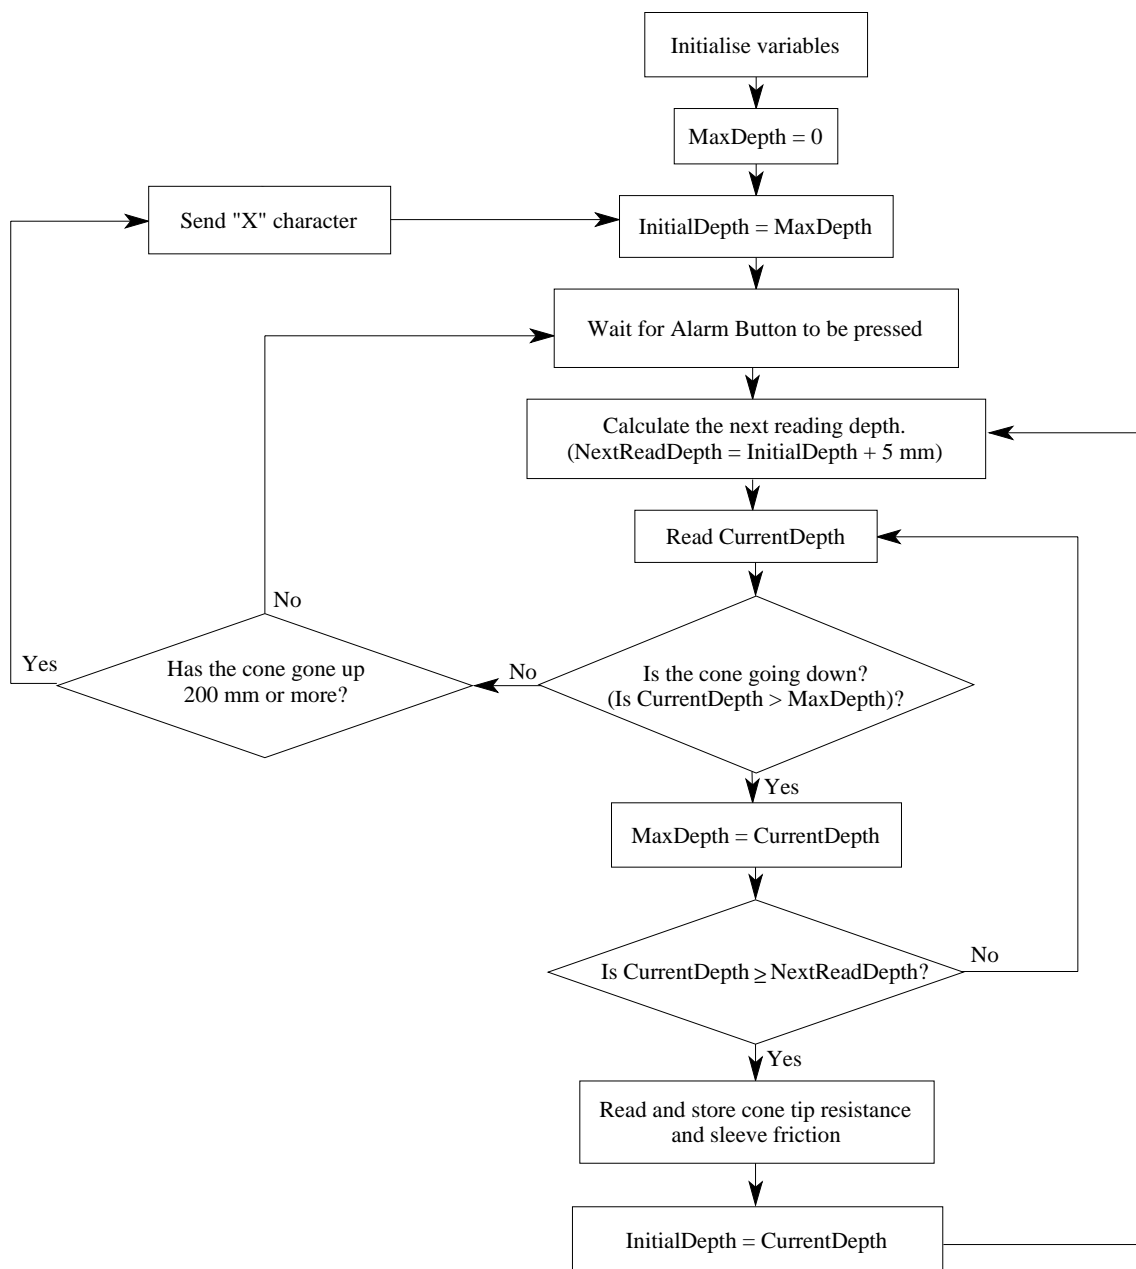 Initialise variables
MaxDepth = 0
Send "X" character
InitialDepth = MaxDepth
Wait for Alarm Button to be pressed
Calculate the next reading depth.
(NextReadDepth = InitialDepth + 5 mm)
Read CurrentDepth
No
Yes
Has the cone gone up
200 mm or more?
No
Is the cone going down?
(Is CurrentDepth > MaxDepth)?
Yes
MaxDepth = CurrentDepth
Is CurrentDepth ≥ NextReadDepth?
No
Yes
Read and store cone tip resistance
and sleeve friction
InitialDepth = CurrentDepth